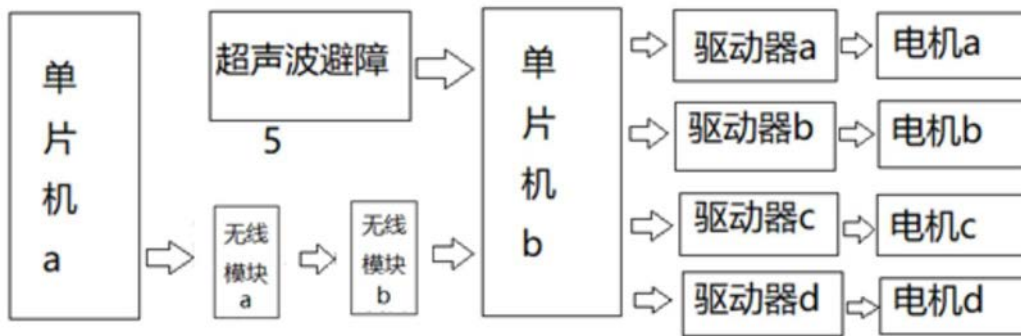 单
片
机
a
超声波避障
5
无线
模块
a
无线
模块
b
单
片
机
b
驱动器a
电机a
驱动器b
电机b
驱动器c
电机c
驱动器d
电机d